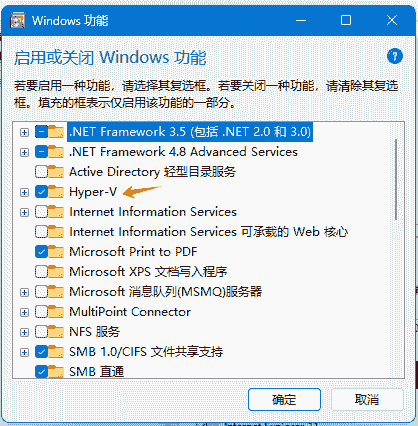 Windows 功能
启用或关闭 Windows 功能
若要启用一种功能，请选择其复选框。若要关闭一种功能，请清除其复选
框。填充的框表示仅启用该功能的一部分。
.NET Framework 3.5 (包括 .NET 2.0 和 3.0)
.NET Framework 4.8 Advanced Services
Active Directory 轻型目录服务
Hyper-V
Internet Information Services
Internet Information Services 可承载的 Web 核心
Microsoft Print to PDF
Microsoft XPS 文档写入程序
Microsoft 消息队列(MSMQ)服务器
MultiPoint Connector
NFS 服务
SMB 1.0/CIFS 文件共享支持
SMB 直通
确定
取消